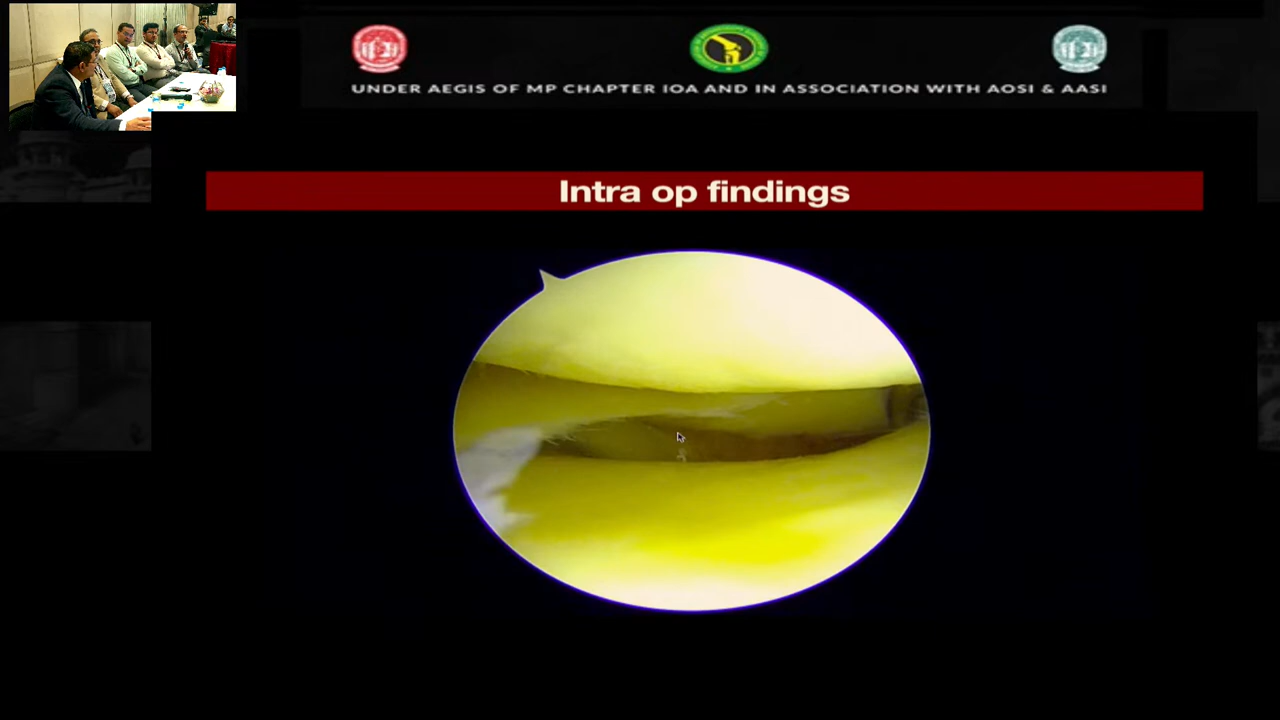 UNDER AEGIS OF MP CHAPTER IOA AND IN ASSOCIATION WITH AOSI & AASI
Intra op findings